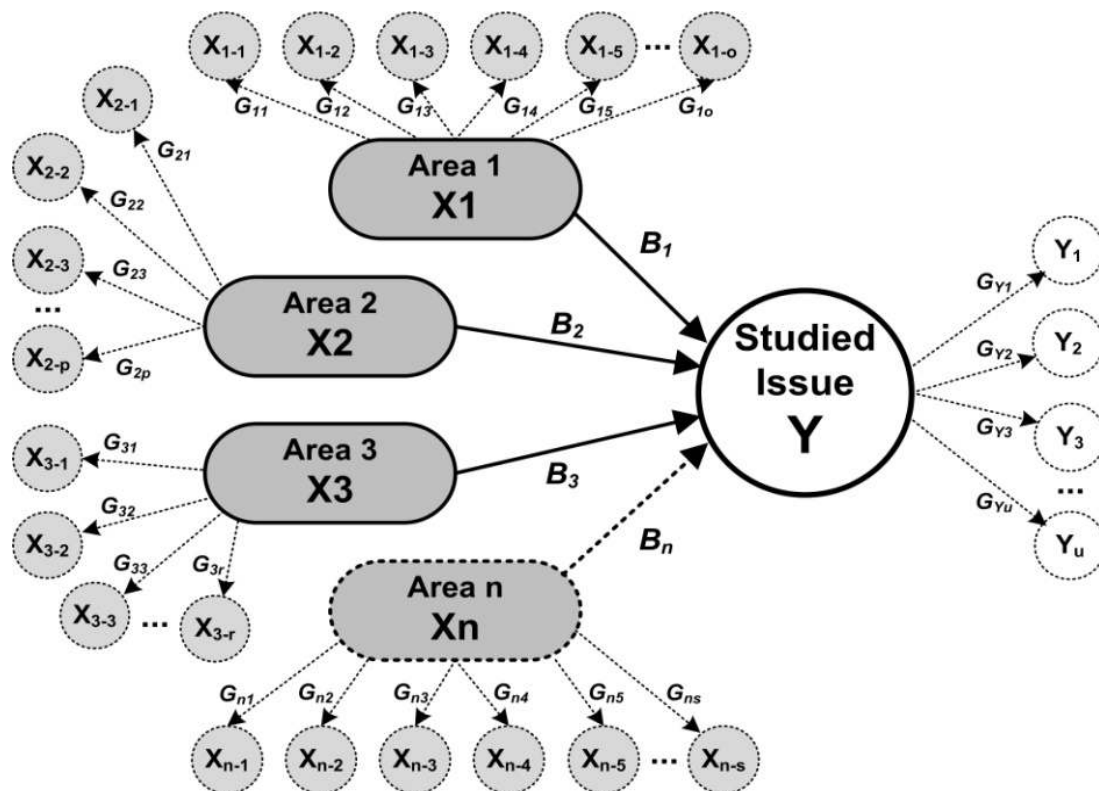 X1-1 X1-2 X1-3 X1-4 X1-5 ... X1-o
G11 G12 G13 G14 G15 G1o
Area 1
X1
X2-1
X2-2
X2-3
...
X2-p
G21
G22
G23
G2p
Area 2
X2
X3-1
X3-2
X3-3 ... X3-r
G31
G32
G33 G3r
Area 3
X3
Area n
Xn
Gn1 Gn2 Gn3 Gn4 Gn5 Gns
Xn-1 Xn-2 Xn-3 Xn-4 Xn-5 ... Xn-s
B1
B2
B3
Bn
Studied
Issue
Y
GY1
GY2
GY3
GYu
Y1
Y2
Y3
...
Yu